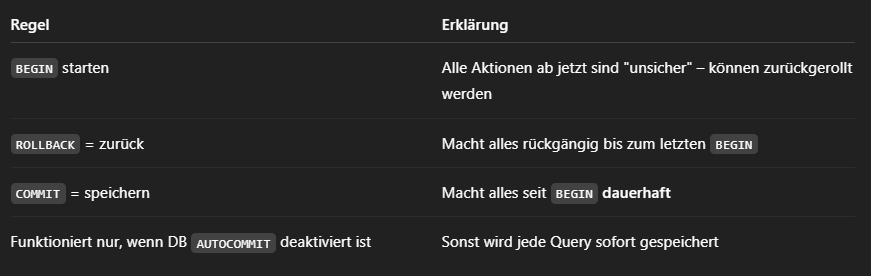 Regel Erklärung
BEGIN starten Alle Aktionen ab jetzt sind "unsicher" – können zurückgerollt
werden
ROLLBACK = zurück Macht alles rückgängig bis zum letzten BEGIN
COMMIT = speichern Macht alles seit BEGIN dauerhaft
Funktioniert nur, wenn DB AUTOCOMMIT deaktiviert ist Sonst wird jede Query sofort gespeichert